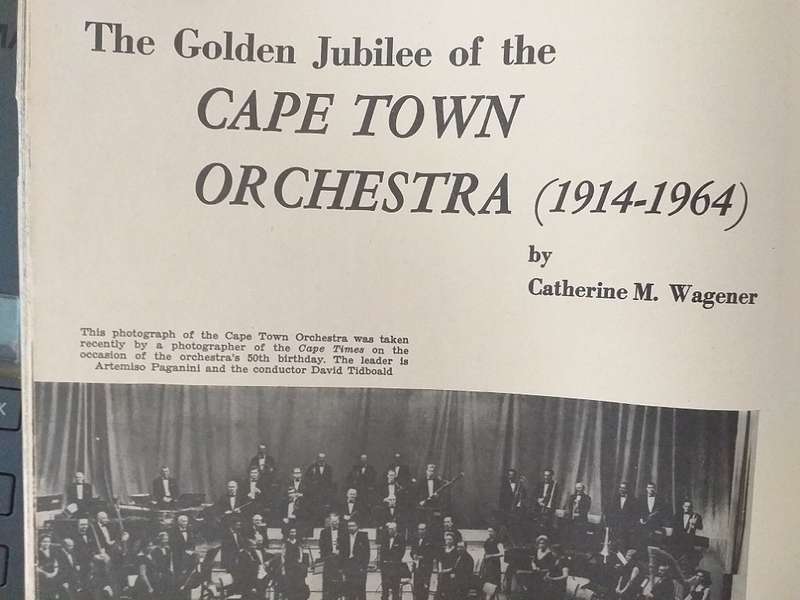 The Golden Jubilee of the
CAPE TOWN
ORCHESTRA (1914-1964)
by
Catherine M. Wagener
This photograph of the Cape Town Orchestra was taken
recently by a photographer of the Cape Times on the
occasion of the orchestra's 50th birthday. The leader is
Artemiso Paganini and the conductor David Tidboald